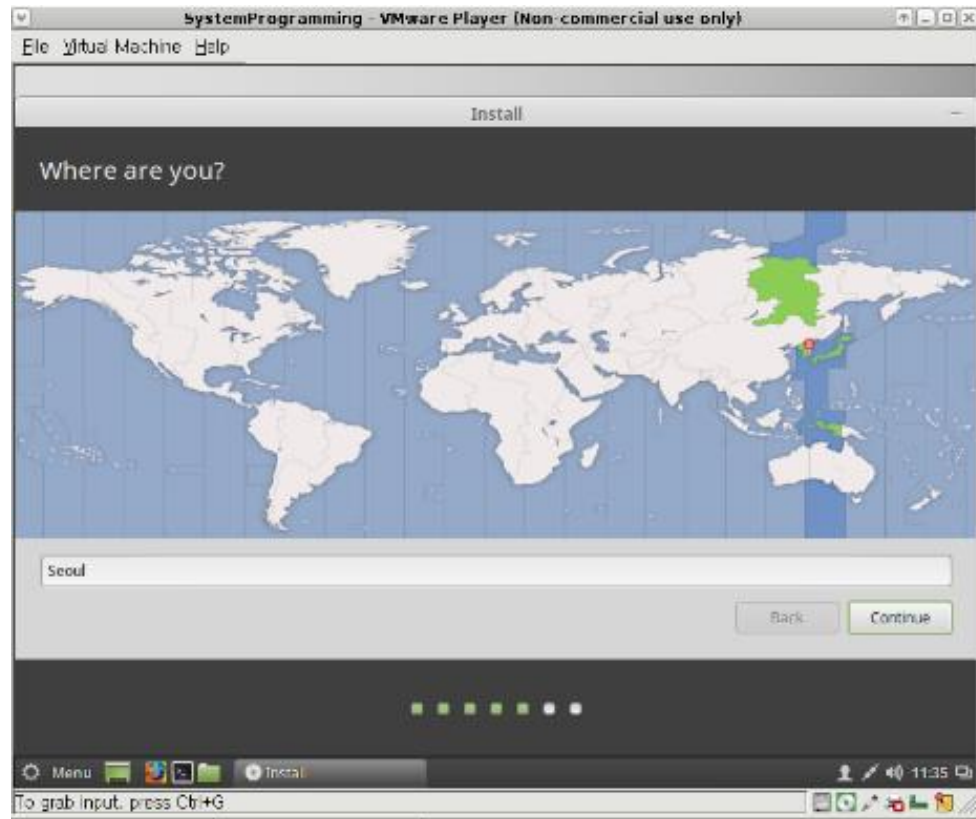 SystemProgramming - VMware Player (Non-commercial use only)
File Virtual Machine Help
Install
Where are you?
Seoul
Back Continue
Menu Install 11:35
To grab input, press Ctrl+G